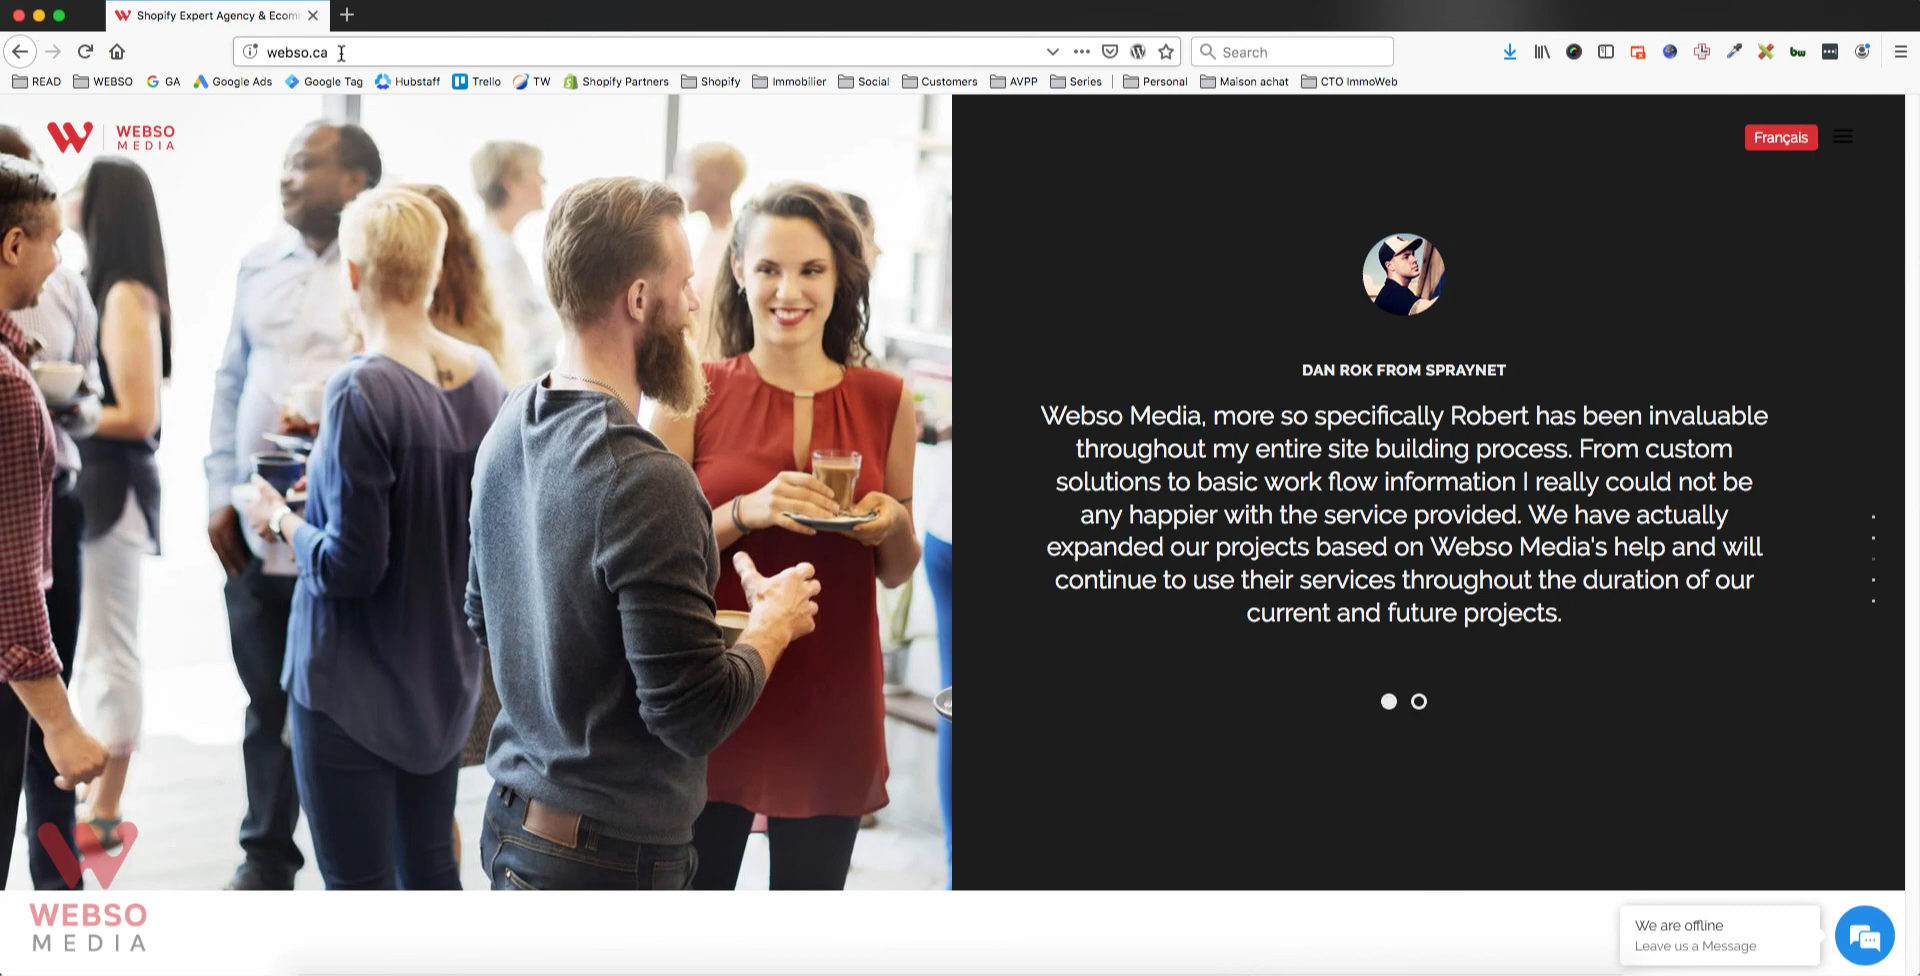 Shopify Expert Agency & Ecom
webso.ca
Search
READ WEBSO GA Google Ads Google Tag Hubstaff Trello TW Shopify Partners Shopify Immobilier Social Customers AVPP Series Personal Maison achat CTO ImmoWeb
WEBSO
MEDIA
Français
DAN ROK FROM SPRAYNET
Webso Media, more so specifically Robert has been invaluable
throughout my entire site building process. From custom
solutions to basic work flow information I really could not be
any happier with the service provided. We have actually
expanded our projects based on Webso Media's help and will
continue to use their services throughout the duration of our
current and future projects.
WEBSO
MEDIA
We are offline
Leave us a Message